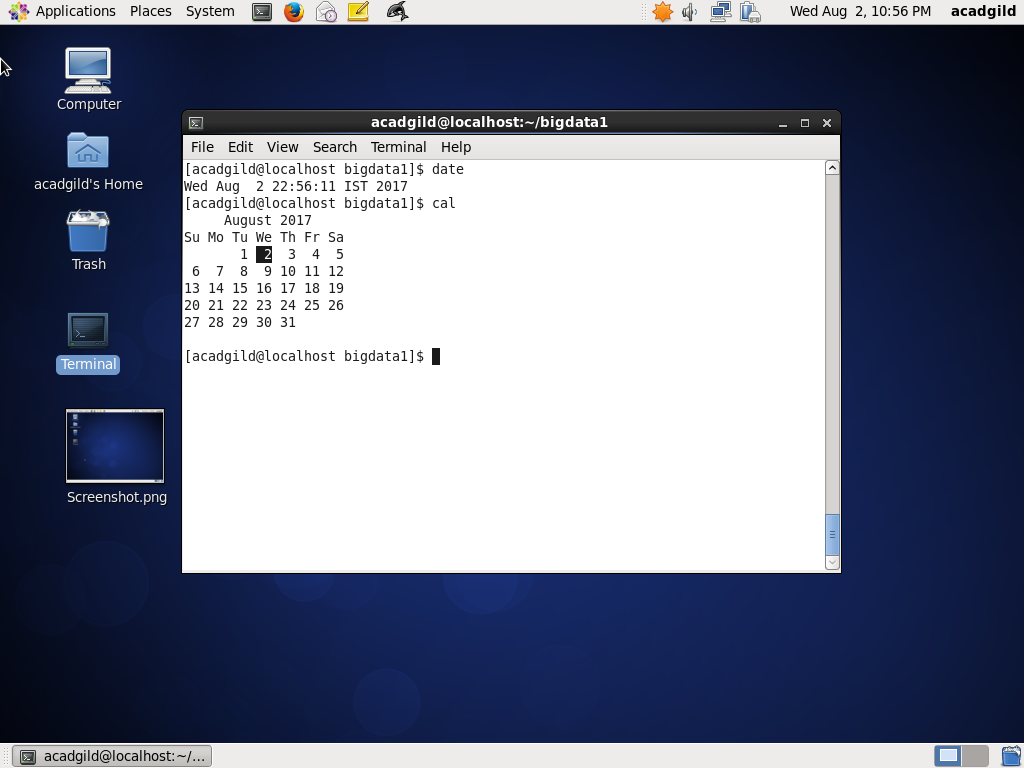 Applications Places System Wed Aug  2, 10:56 PM acadgild
Computer
acadgild's Home
Trash
Terminal
Screenshot.png
acadgild@localhost:~/bigdata1
File Edit View Search Terminal Help
[acadgild@localhost bigdata1]$ date
Wed Aug  2 22:56:11 IST 2017
[acadgild@localhost bigdata1]$ cal
     August 2017
Su Mo Tu We Th Fr Sa
       1  2  3  4  5
 6  7  8  9 10 11 12
13 14 15 16 17 18 19
20 21 22 23 24 25 26
27 28 29 30 31
[acadgild@localhost bigdata1]$
acadgild@localhost:~/...